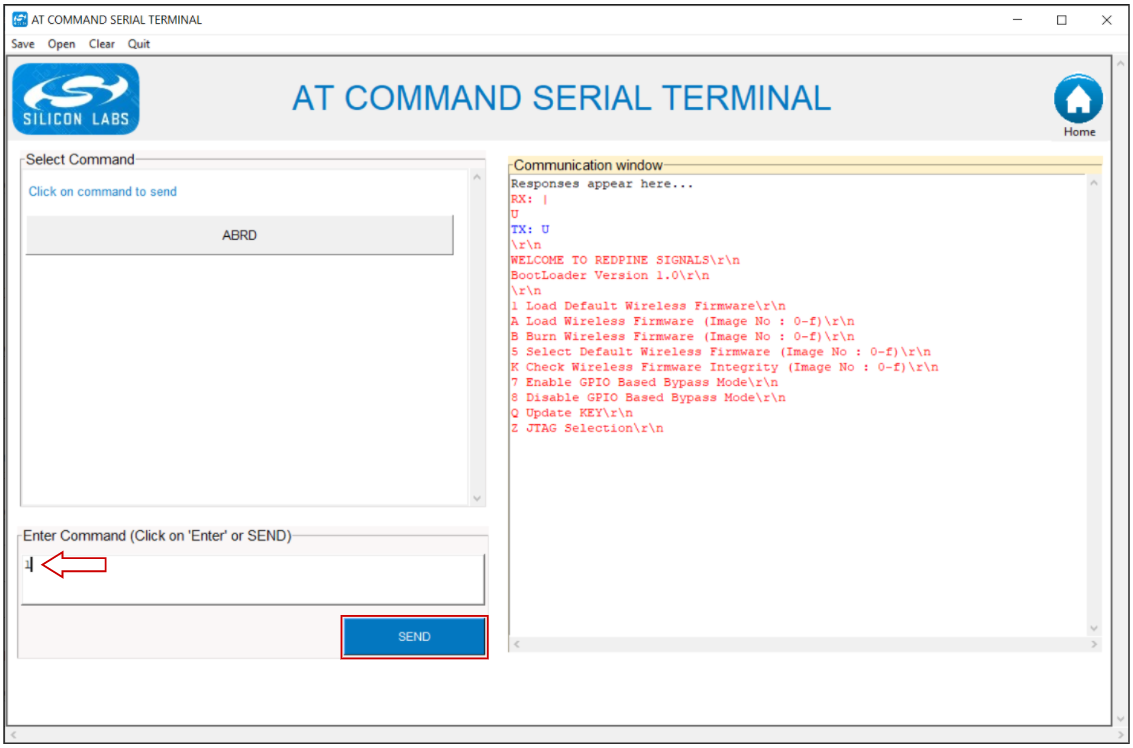 AT COMMAND SERIAL TERMINAL
Save Open Clear Quit
SILICON LABS
AT COMMAND SERIAL TERMINAL
Home
Select Command
Click on command to send
ABRD
Enter Command (Click on 'Enter' or SEND)
1
SEND
Communication window
Responses appear here...
RX: |
U
TX: U
\r\n
WELCOME TO REDPINE SIGNALS\r\n
BootLoader Version 1.0\r\n
\r\n
1 Load Default Wireless Firmware\r\n
A Load Wireless Firmware (Image No : 0-f)\r\n
B Burn Wireless Firmware (Image No : 0-f)\r\n
5 Select Default Wireless Firmware (Image No : 0-f)\r\n
K Check Wireless Firmware Integrity (Image No : 0-f)\r\n
7 Enable GPIO Based Bypass Mode\r\n
8 Disable GPIO Based Bypass Mode\r\n
Q Update KEY\r\n
Z JTAG Selection\r\n